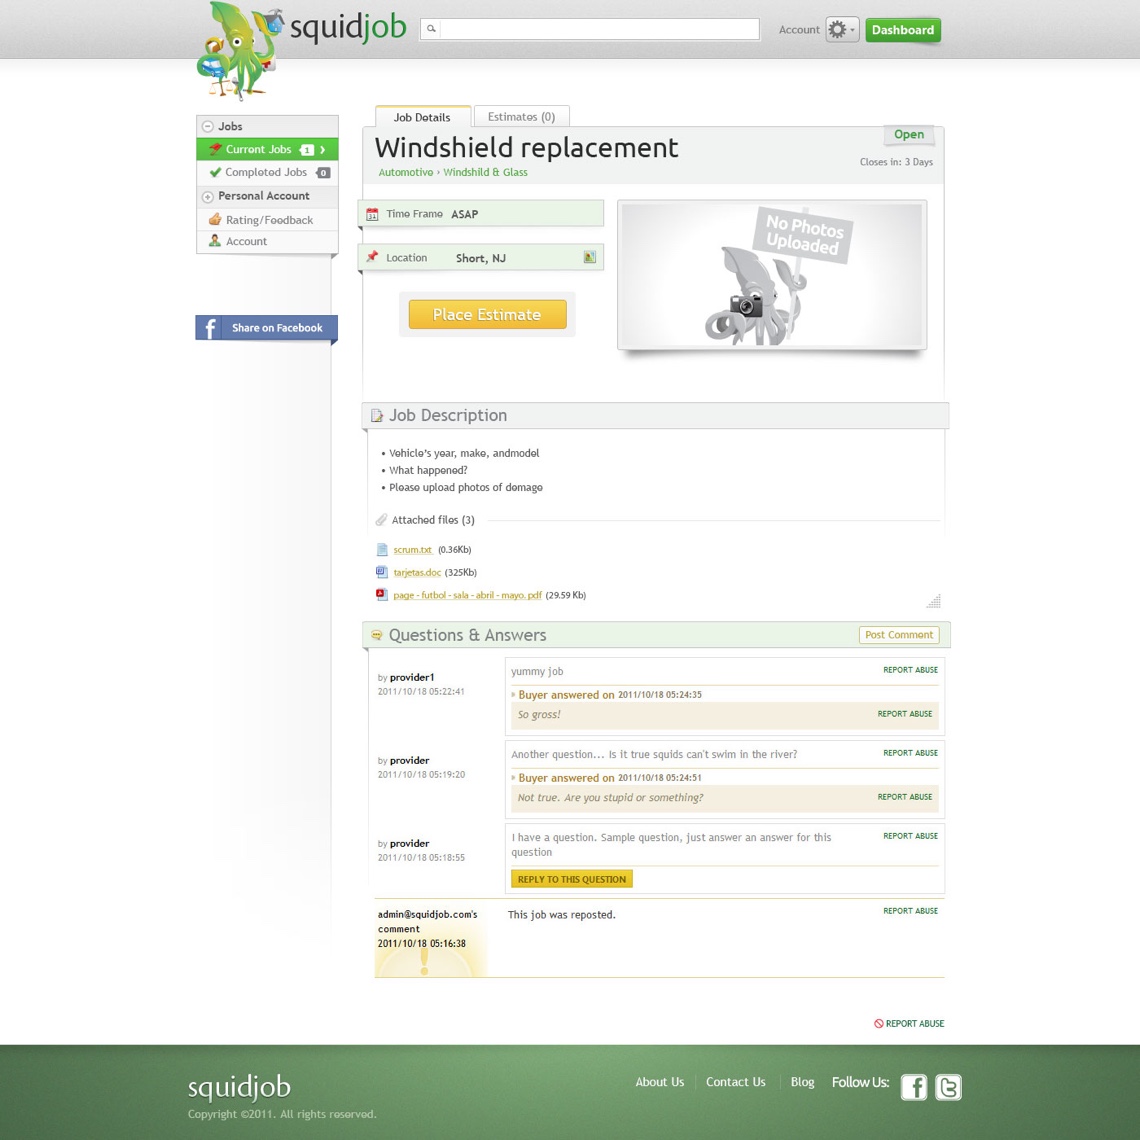 squidjob
Account
Dashboard
Jobs
Current Jobs 1
Completed Jobs 0
Personal Account
Rating/Feedback
Account
Share on Facebook
Job Details
Estimates (0)
Windshield replacement
Open
Automotive › Windshild & Glass
Closes in: 3 Days
Time Frame ASAP
Location Short, NJ
Place Estimate
No Photos
Uploaded
Job Description
• Vehicle's year, make, andmodel
• What happened?
• Please upload photos of demage
Attached files (3)
scrum.txt (0.36Kb)
tarjetas.doc (325Kb)
page - futbol - sala - abril - mayo.pdf (29.59 Kb)
Questions & Answers
Post Comment
by provider1
2011/10/18 05:22:41
yummy job
REPORT ABUSE
Buyer answered on 2011/10/18 05:24:35
So gross!
REPORT ABUSE
by provider
2011/10/18 05:19:20
Another question... Is it true squids can't swim in the river?
REPORT ABUSE
Buyer answered on 2011/10/18 05:24:51
Not true. Are you stupid or something?
REPORT ABUSE
by provider
2011/10/18 05:18:55
I have a question. Sample question, just answer an answer for this
question
REPORT ABUSE
REPLY TO THIS QUESTION
admin@squidjob.com's
comment
2011/10/18 05:16:38
This job was reposted.
REPORT ABUSE
REPORT ABUSE
squidjob
Copyright ©2011. All rights reserved.
About Us
Contact Us
Blog
Follow Us: